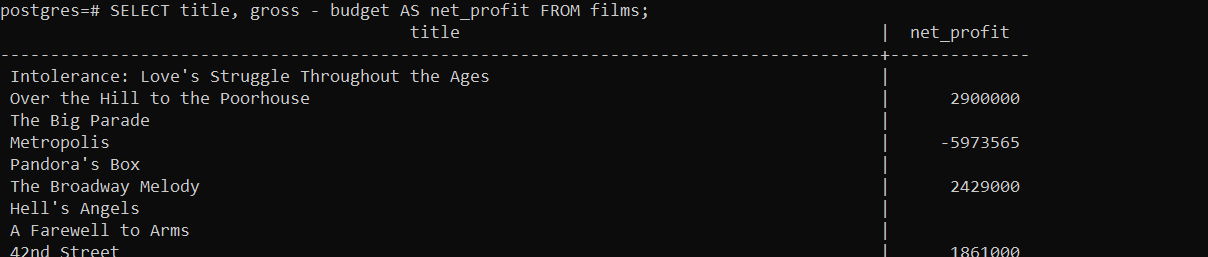 postgres=# SELECT title, gross - budget AS net_profit FROM films;
title | net_profit
----------------------------------------------------------------------------------------+--------------
Intolerance: Love's Struggle Throughout the Ages |
Over the Hill to the Poorhouse | 2900000
The Big Parade |
Metropolis | -5973565
Pandora's Box |
The Broadway Melody | 2429000
Hell's Angels |
A Farewell to Arms |
42nd Street | 1861000